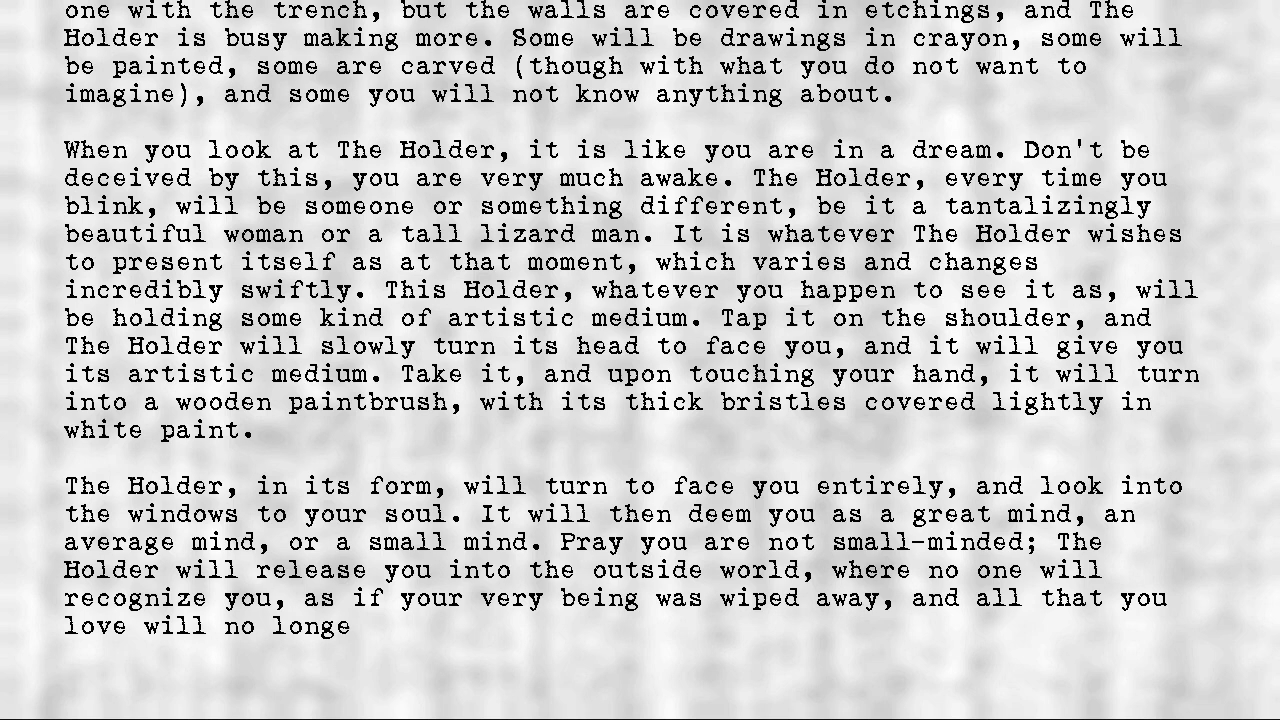 one with the trench, but the walls are covered in etchings, and The
Holder is busy making more. Some will be drawings in crayon, some will
be painted, some are carved (though with what you do not want to
imagine), and some you will not know anything about.
When you look at The Holder, it is like you are in a dream. Don't be
deceived by this, you are very much awake. The Holder, every time you
blink, will be someone or something different, be it a tantalizingly
beautiful woman or a tall lizard man. It is whatever The Holder wishes
to present itself as at that moment, which varies and changes
incredibly swiftly. This Holder, whatever you happen to see it as, will
be holding some kind of artistic medium. Tap it on the shoulder, and
The Holder will slowly turn its head to face you, and it will give you
its artistic medium. Take it, and upon touching your hand, it will turn
into a wooden paintbrush, with its thick bristles covered lightly in
white paint.
The Holder, in its form, will turn to face you entirely, and look into
the windows to your soul. It will then deem you as a great mind, an
average mind, or a small mind. Pray you are not small-minded; The
Holder will release you into the outside world, where no one will
recognize you, as if your very being was wiped away, and all that you
love will no longe